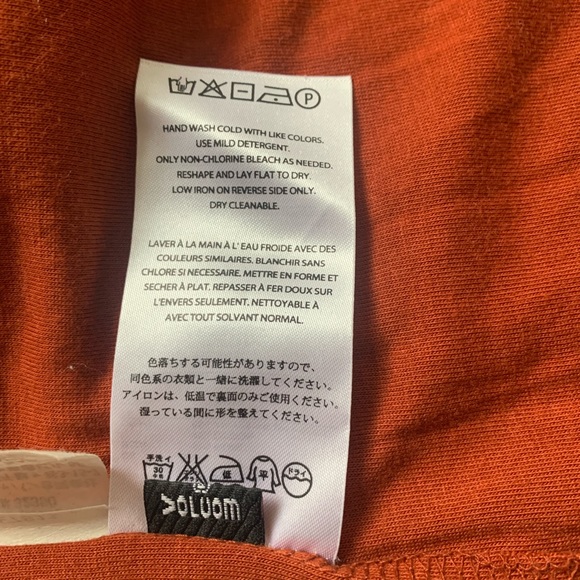 P
HAND WASH COLD WITH LIKE COLORS.
USE MILD DETERGENT.
ONLY NON-CHLORINE BLEACH AS NEEDED.
RESHAPE AND LAY FLAT TO DRY.
LOW IRON ON REVERSE SIDE ONLY.
DRY CLEANABLE.
LAVER À LA MAIN À L' EAU FROIDE AVEC DES
COULEURS SIMILAIRES. BLANCHIR SANS
CHLORE SI NECESSAIRE. METTRE EN FORME ET
SECHER À PLAT. REPASSER À FER DOUX SUR
L'ENVERS SEULEMENT. NETTOYABLE À
AVEC TOUT SOLVANT NORMAL.
色落ちする可能性がありますので、
同色系の衣類と一緒に洗濯してください。
アイロンは、低温で裏面のみご使用ください。
湿っている間に形を整えてください。
手洗イ 30 低 平 ドライ